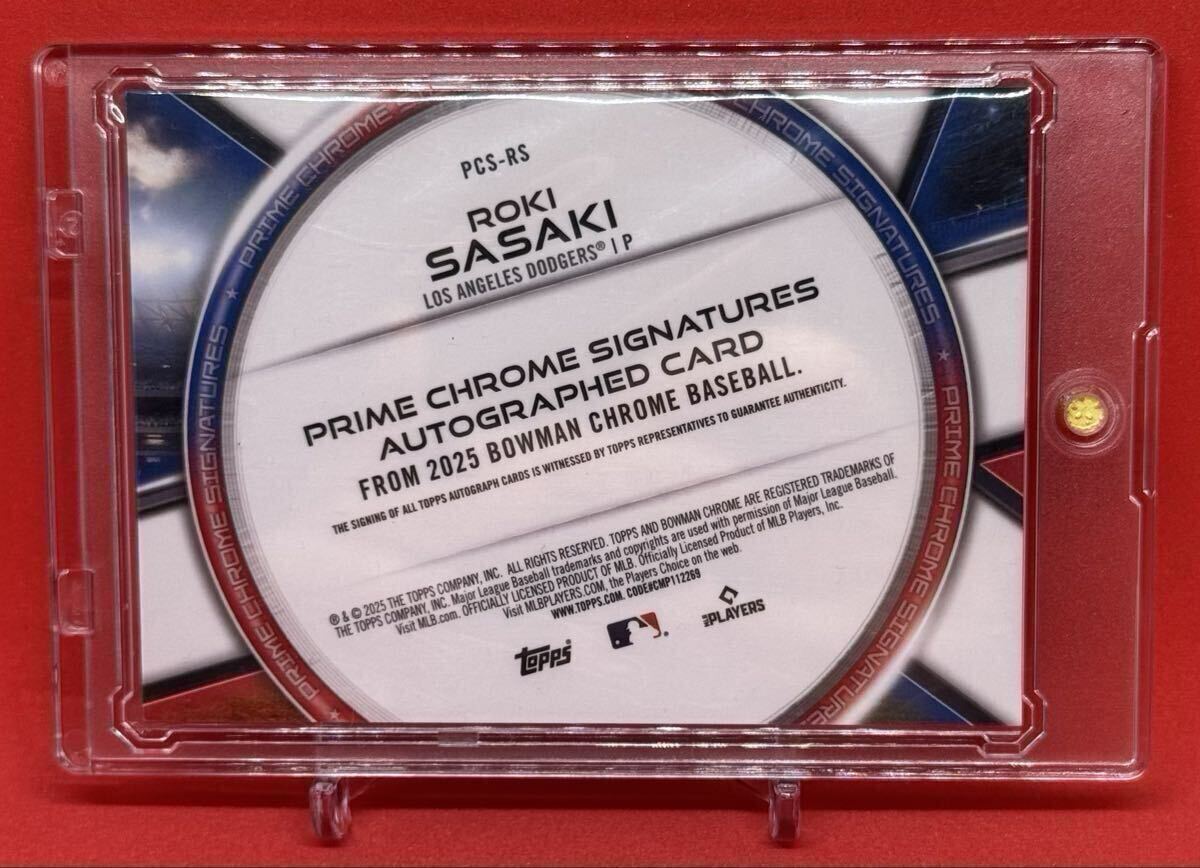 PCS-RS
ROKI
SASAKI
LOS ANGELES DODGERS® | P
PRIME CHROME SIGNATURES
AUTOGRAPHED CARD
FROM 2025 BOWMAN CHROME BASEBALL.
THE SIGNING OF ALL TOPPS AUTOGRAPH CARDS IS WITNESSED BY TOPPS REPRESENTATIVES TO GUARANTEE AUTHENTICITY.
® & © 2025 THE TOPPS COMPANY, INC. ALL RIGHTS RESERVED. TOPPS AND BOWMAN CHROME ARE REGISTERED TRADEMARKS OF
THE TOPPS COMPANY, INC. Major League Baseball trademarks and copyrights are used with permission of Major League Baseball.
Visit MLB.com. OFFICIALLY LICENSED PRODUCT OF MLB. Officially Licensed Product of MLB Players, Inc.
Visit MLBPLAYERS.COM, the Players Choice on the web.
WWW.TOPPS.COM. CODE#CMP112269
topps
MLB PLAYERS
PRIME CHROME SIGNATURES
PRIME CHROME SIGNATURES
PRIME CHROME
CHROME SIGNATURES